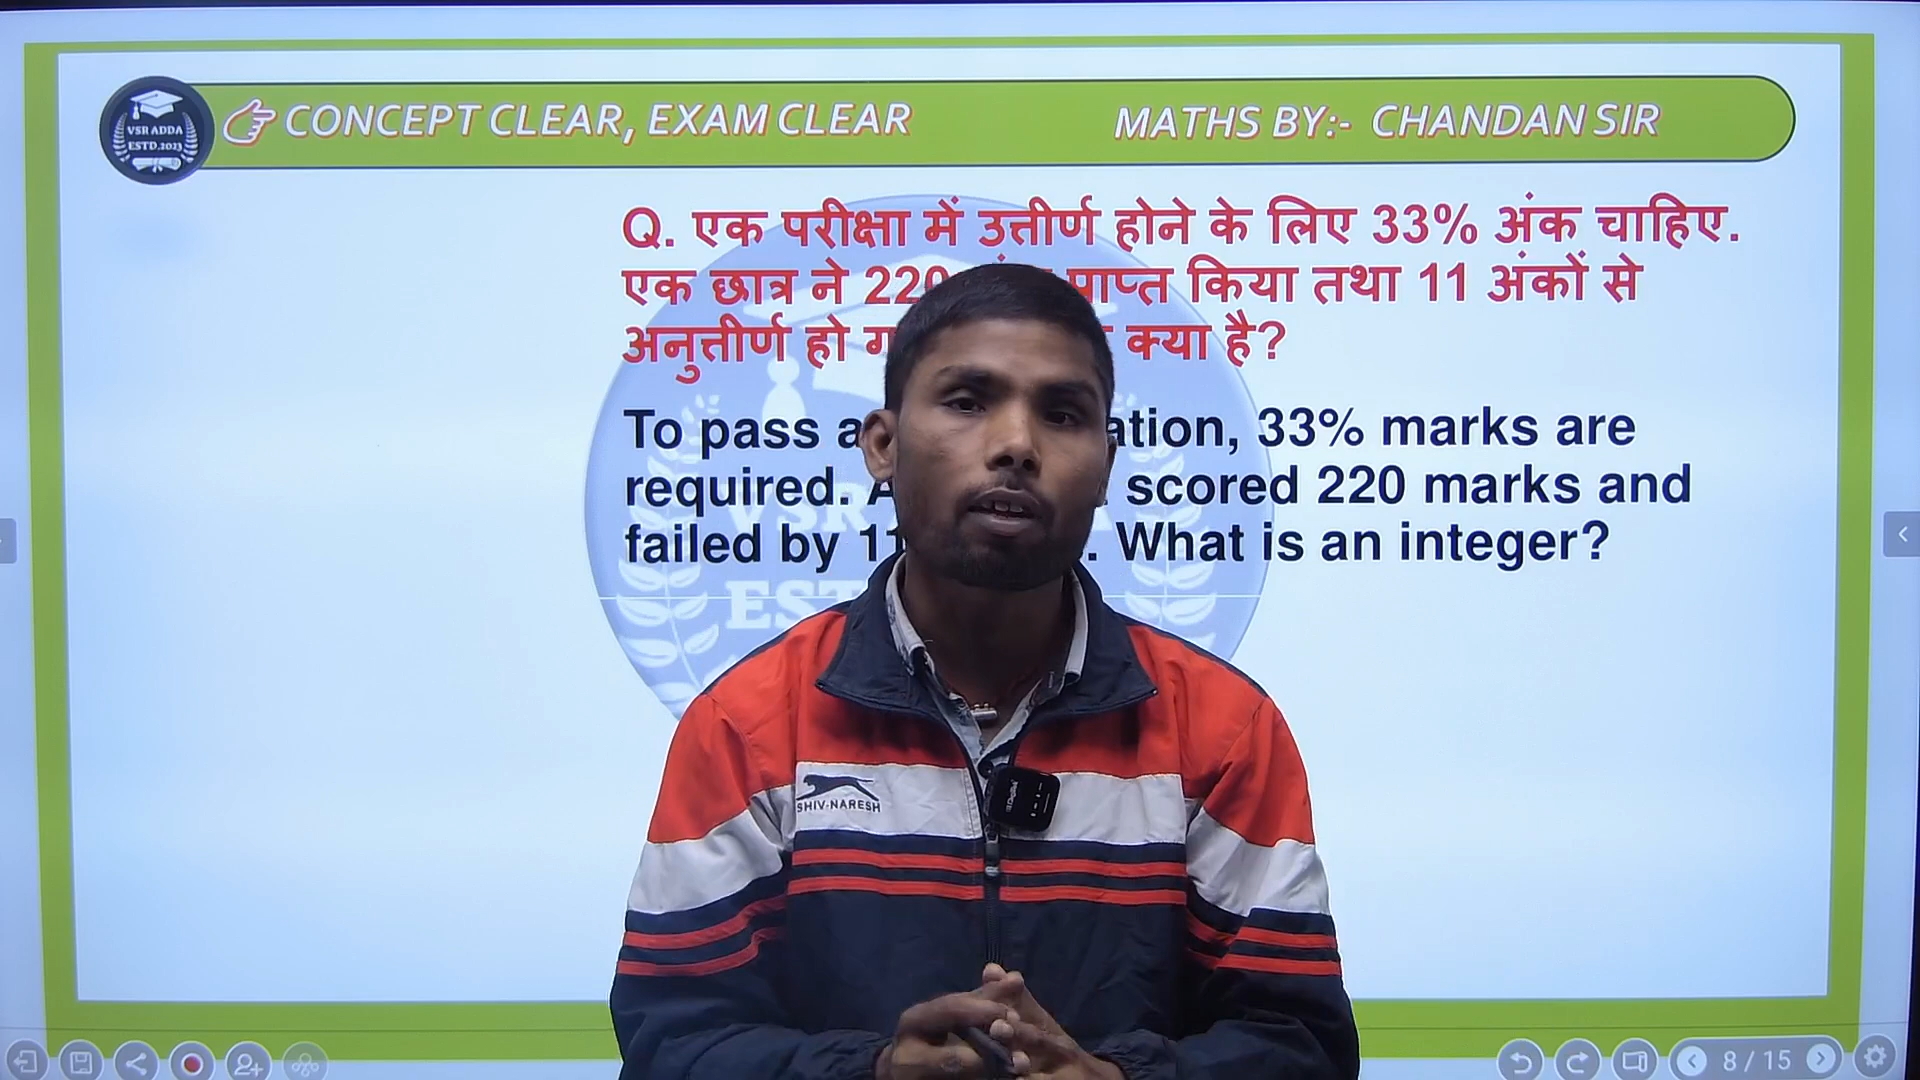 VSR ADDA
ESTD.2023
CONCEPT CLEAR, EXAM CLEAR
MATHS BY:- CHANDAN SIR
Q. एक परीक्षा में उत्तीर्ण होने के लिए 33% अंक चाहिए.
एक छात्र ने 220 प्राप्त किया तथा 11 अंकों से
अनुत्तीर्ण हो क्या है?
To pass 33% marks are
required. scored 220 marks and
failed by 11 . What is an integer?
SHIV-NARESH
8 / 15